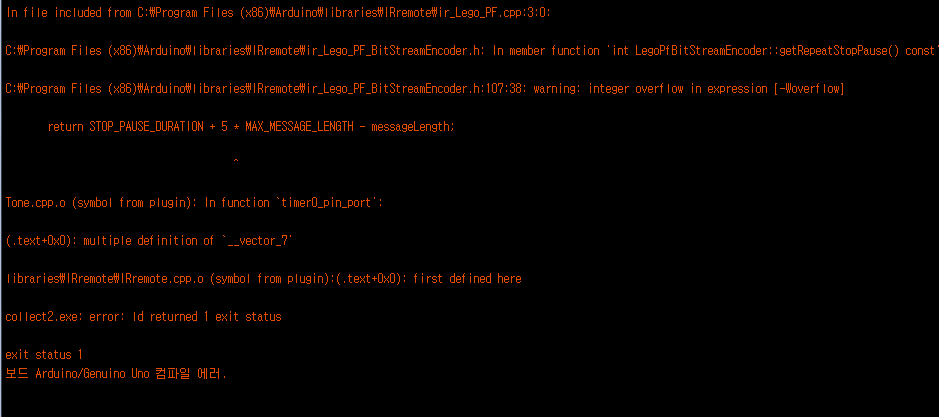 In file included from C:₩Program Files (x86)₩Arduino₩libraries₩IRremote₩ir_Lego_PF.cpp:3:0:
C:₩Program Files (x86)₩Arduino₩libraries₩IRremote₩ir_Lego_PF_BitStreamEncoder.h: In member function 'int LegoPfBitStreamEncoder::getRepeatStopPause() const'
C:₩Program Files (x86)₩Arduino₩libraries₩IRremote₩ir_Lego_PF_BitStreamEncoder.h:107:38: warning: integer overflow in expression [-₩overflow]
return STOP_PAUSE_DURATION + 5 * MAX_MESSAGE_LENGTH - messageLength;
^
Tone.cpp.o (symbol from plugin): In function `timer0_pin_port':
(.text+0x0): multiple definition of `__vector_7'
libraries₩IRremote₩IRremote.cpp.o (symbol from plugin):(.text+0x0): first defined here
collect2.exe: error: ld returned 1 exit status
exit status 1
보드 Arduino/Genuino Uno 컴파일 에러.